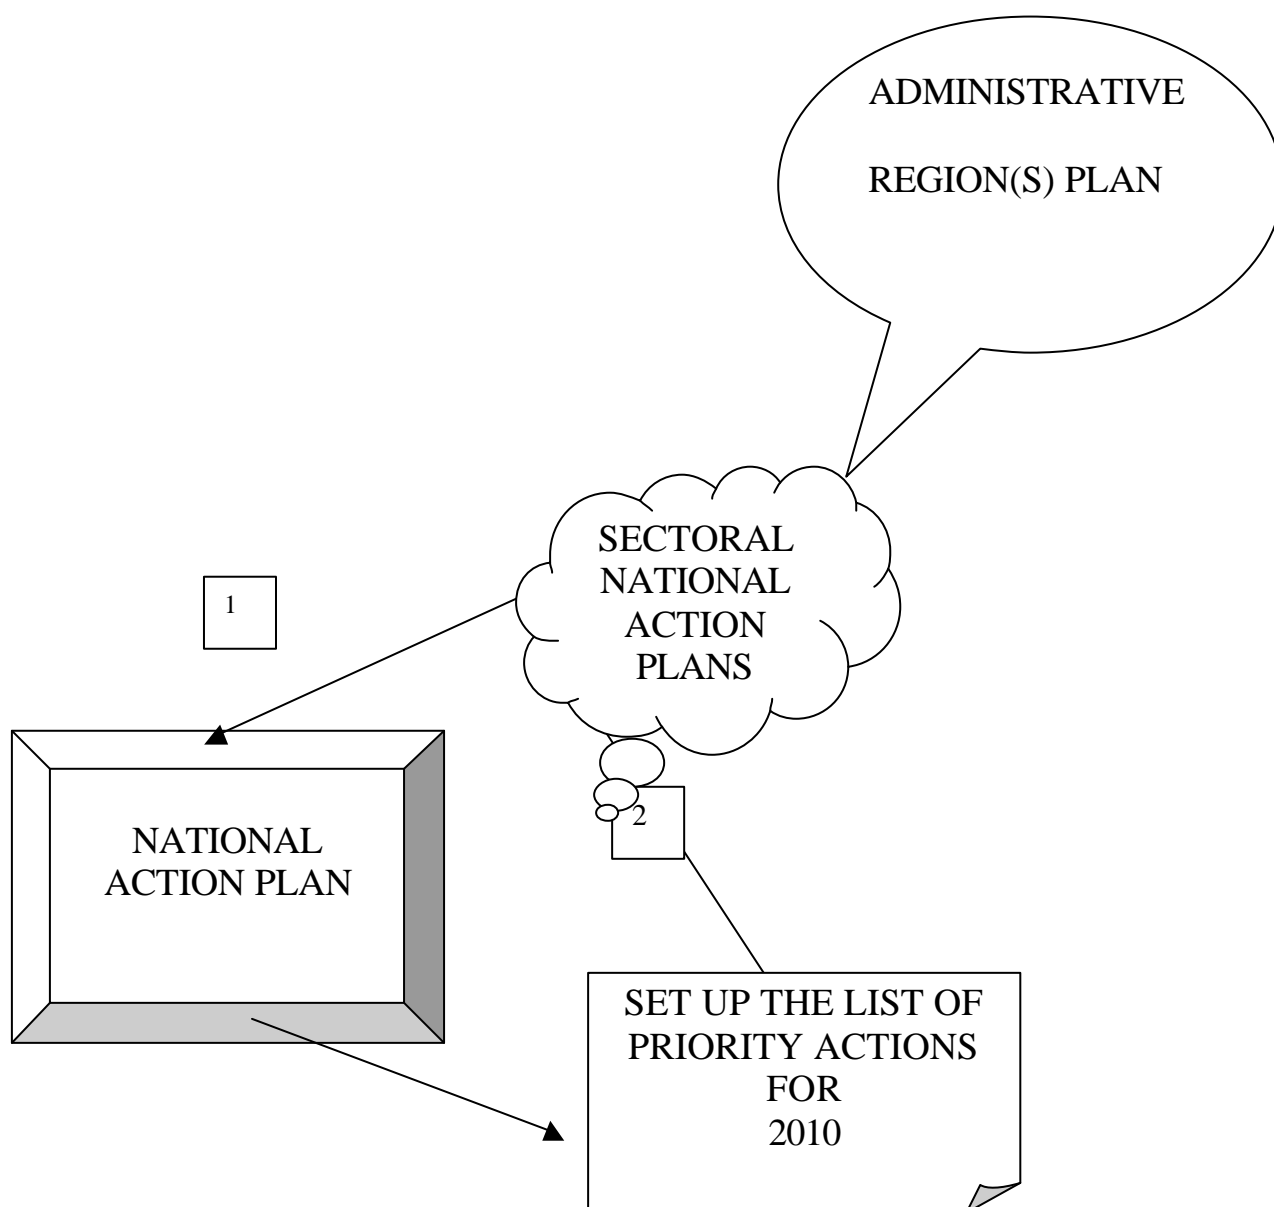 ADMINISTRATIVE
REGION(S) PLAN
SECTORAL
NATIONAL
ACTION
PLANS
1
2
NATIONAL
ACTION PLAN
SET UP THE LIST OF
PRIORITY ACTIONS
FOR
2010